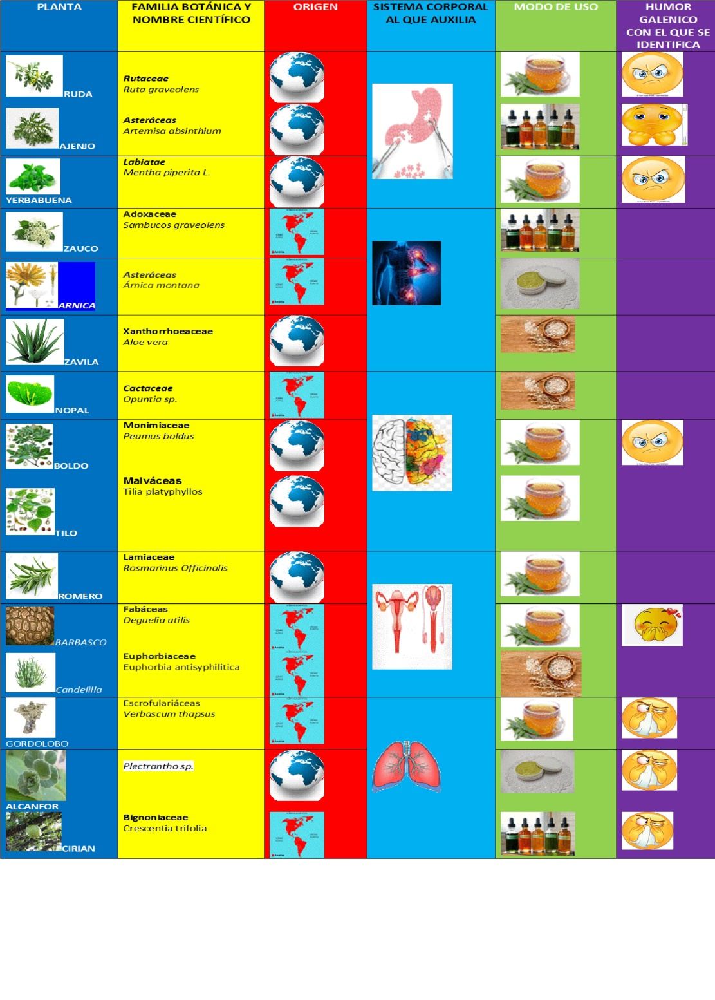 PLANTA
FAMILIA BOTÁNICA Y
NOMBRE CIENTÍFICO
ORIGEN
SISTEMA CORPORAL
AL QUE AUXILIA
MODO DE USO
HUMOR
GALENICO
CON EL QUE SE
IDENTIFICA
RUDA
Rutaceae
Ruta graveolens
AJENJO
Asteráceas
Artemisa absinthium
YERBABUENA
Labiatae
Mentha piperita L.
ZAUCO
Adoxaceae
Sambucos graveolens
ARNICA
Asteráceas
Árnica montana
ZAVILA
Xanthorrhoeaceae
Aloe vera
NOPAL
Cactaceae
Opuntia sp.
BOLDO
Monimiaceae
Peumus boldus
TILO
Malváceas
Tilia platyphyllos
ROMERO
Lamiaceae
Rosmarinus Officinalis
BARBASCO
Fabáceas
Deguelia utilis
Candelilla
Euphorbiaceae
Euphorbia antisyphilitica
GORDOLOBO
Escrofulariáceas
Verbascum thapsus
ALCANFOR
Plectrantho sp.
CIRIAN
Bignoniaceae
Crescentia trifolia